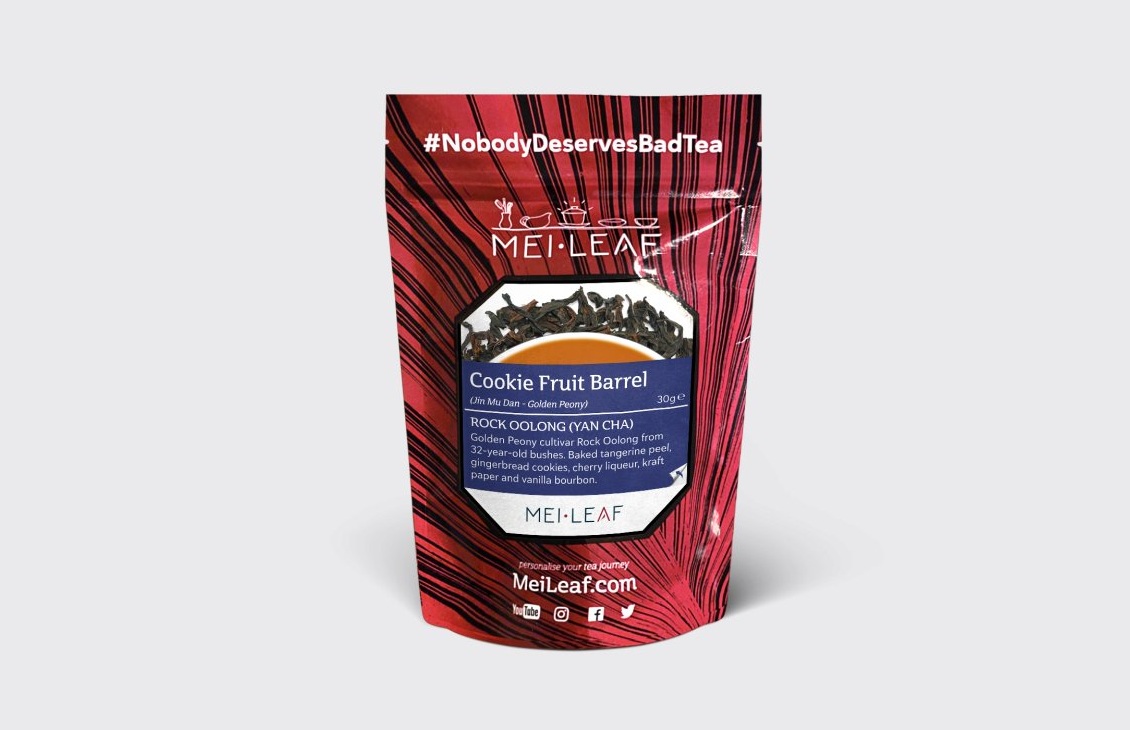 #NobodyDeservesBadTea
MEI·LEAF
Cookie Fruit Barrel
(Jin Mu Dan - Golden Peony)
30g ℮
ROCK OOLONG (YAN CHA)
Golden Peony cultivar Rock Oolong from
32-year-old bushes. Baked tangerine peel,
gingerbread cookies, cherry liqueur, kraft
paper and vanilla bourbon.
MEI·LEAF
personalise your tea journey
MeiLeaf.com
YouTube